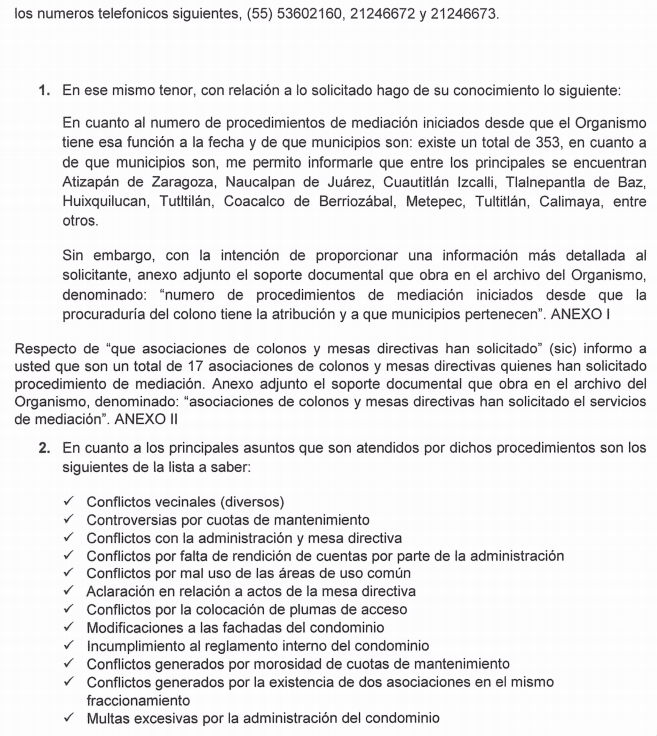 los numeros telefonicos siguientes, (55) 53602160, 21246672 y 21246673.
1. En ese mismo tenor, con relación a lo solicitado hago de su conocimiento lo siguiente:
En cuanto al numero de procedimientos de mediación iniciados desde que el Organismo
tiene esa función a la fecha y de que municipios son: existe un total de 353, en cuanto a
de que municipios son, me permito informarle que entre los principales se encuentran
Atizapán de Zaragoza, Naucalpan de Juárez, Cuautitlán Izcalli, Tlalnepantla de Baz,
Huixquilucan, Tutltilán, Coacalco de Berriozábal, Metepec, Tultitlán, Calimaya, entre
otros.
Sin embargo, con la intención de proporcionar una información más detallada al
solicitante, anexo adjunto el soporte documental que obra en el archivo del Organismo,
denominado: “numero de procedimientos de mediación iniciados desde que la
procuraduría del colono tiene la atribución y a que municipios pertenecen”. ANEXO I
Respecto de “que asociaciones de colonos y mesas directivas han solicitado” (sic) informo a
usted que son un total de 17 asociaciones de colonos y mesas directivas quienes han solicitado
procedimiento de mediación. Anexo adjunto el soporte documental que obra en el archivo del
Organismo, denominado: “asociaciones de colonos y mesas directivas han solicitado el servicios
de mediación”. ANEXO II
2. En cuanto a los principales asuntos que son atendidos por dichos procedimientos son los
siguientes de la lista a saber:
✓ Conflictos vecinales (diversos)
✓ Controversias por cuotas de mantenimiento
✓ Conflictos con la administración y mesa directiva
✓ Conflictos por falta de rendición de cuentas por parte de la administración
✓ Conflictos por mal uso de las áreas de uso común
✓ Aclaración en relación a actos de la mesa directiva
✓ Conflictos por la colocación de plumas de acceso
✓ Modificaciones a las fachadas del condominio
✓ Incumplimiento al reglamento interno del condominio
✓ Conflictos generados por morosidad de cuotas de mantenimiento
✓ Conflictos generados por la existencia de dos asociaciones en el mismo
fraccionamiento
✓ Multas excesivas por la administración del condominio